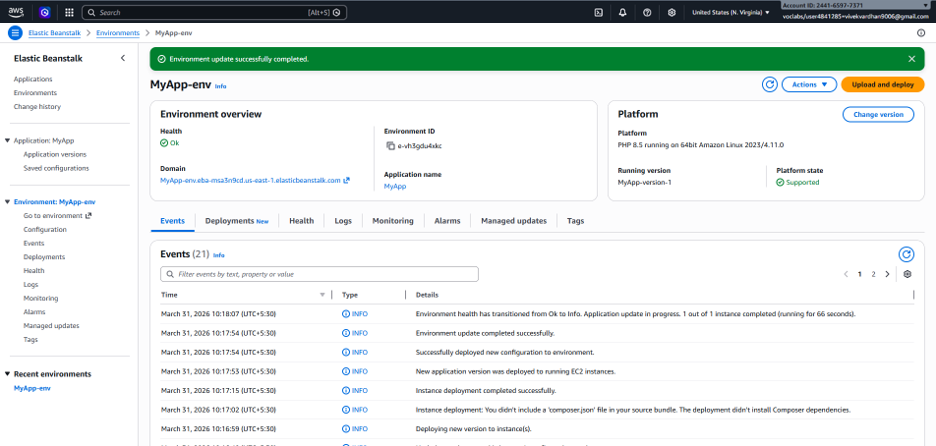 aws
Search [Alt+S]
United States (N. Virginia)
Account ID: 2441-6597-7371
voclabs/user4841285=vivekvardhan9006@gmail.com
Elastic Beanstalk > Environments > MyApp-env
Elastic Beanstalk
Applications
Environments
Change history
Application: MyApp
Application versions
Saved configurations
Environment: MyApp-env
Go to environment
Configuration
Events
Deployments
Health
Logs
Monitoring
Alarms
Managed updates
Tags
Recent environments
MyApp-env
Environment update successfully completed.
MyApp-env Info
Actions
Upload and deploy
Environment overview
Health
Ok
Domain
MyApp-env.eba-msa3n9cd.us-east-1.elasticbeanstalk.com
Environment ID
e-vh3gdu4xkc
Application name
MyApp
Platform
Change version
Platform
PHP 8.5 running on 64bit Amazon Linux 2023/4.11.0
Running version
MyApp-version-1
Platform state
Supported
Events Deployments New Health Logs Monitoring Alarms Managed updates Tags
Events (21) Info
Filter events by text, property or value
1 2
Time Type Details
March 31, 2026 10:18:07 (UTC+5:30) INFO Environment health has transitioned from Ok to Info. Application update in progress. 1 out of 1 instance completed (running for 66 seconds).
March 31, 2026 10:17:54 (UTC+5:30) INFO Environment update completed successfully.
March 31, 2026 10:17:54 (UTC+5:30) INFO Successfully deployed new configuration to environment.
March 31, 2026 10:17:53 (UTC+5:30) INFO New application version was deployed to running EC2 instances.
March 31, 2026 10:17:15 (UTC+5:30) INFO Instance deployment completed successfully.
March 31, 2026 10:17:02 (UTC+5:30) INFO Instance deployment: You didn't include a 'composer.json' file in your source bundle. The deployment didn't install Composer dependencies.
March 31, 2026 10:16:59 (UTC+5:30) INFO Deploying new version to instance(s).